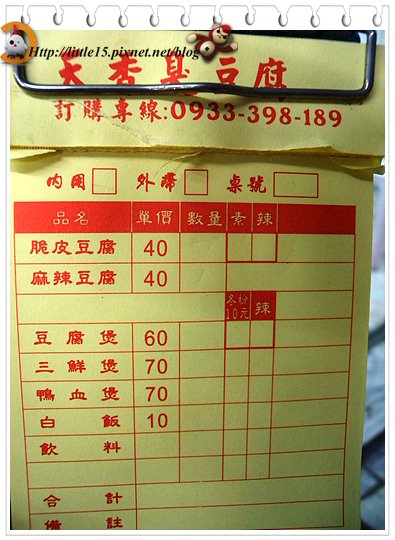 Http://little15.pixnet.net/blog
天香臭豆腐
訂購專線:0933-398-189
內用 外帶 桌號
品名 單價 數量 素 辣
脆皮豆腐 40
麻辣豆腐 40
冬粉10元 辣
豆腐煲 60
三鮮煲 70
鴨血煲 70
白飯 10
飲料
合計
備註